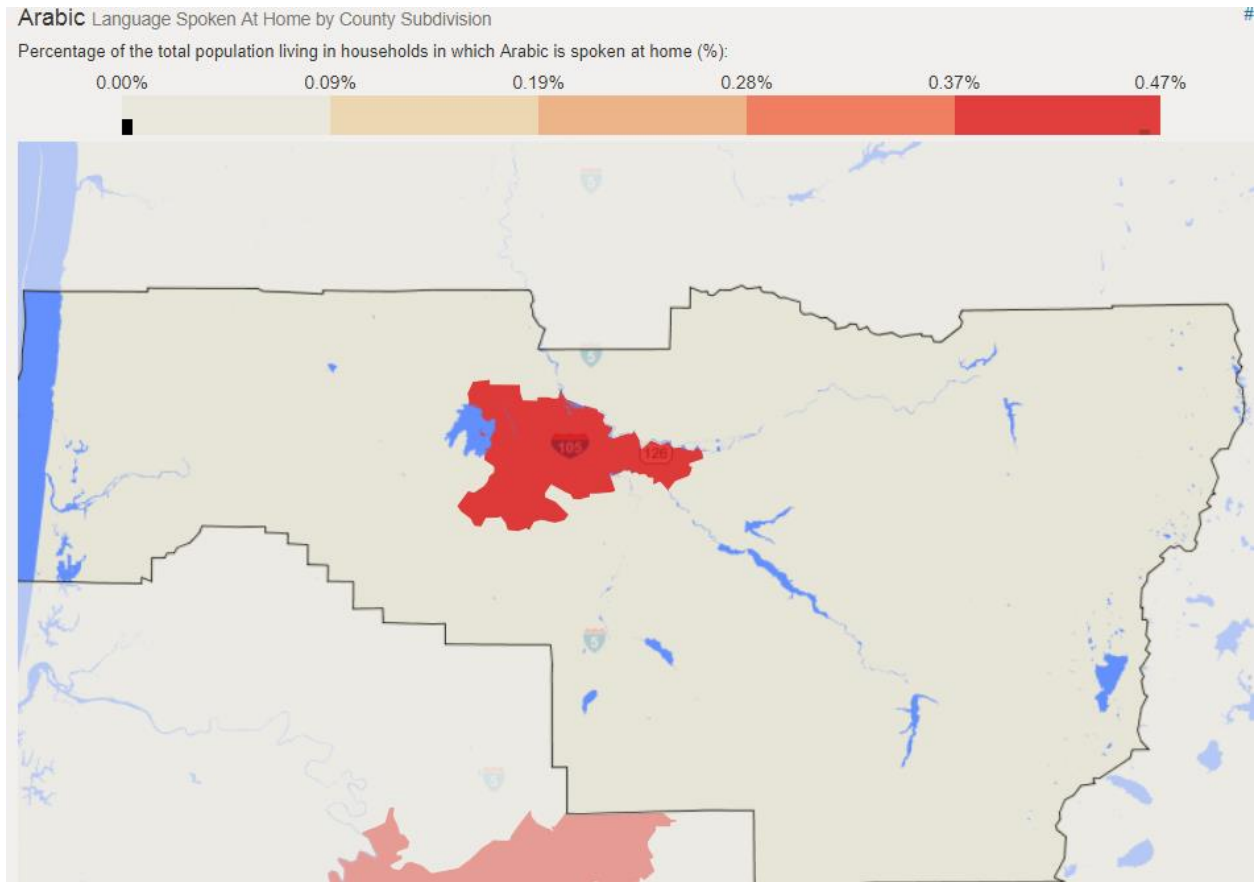 Arabic Language Spoken At Home by County Subdivision
#
Percentage of the total population living in households in which Arabic is spoken at home (%):
0.00% 0.09% 0.19% 0.28% 0.37% 0.47%
5
5
105
126
5
5